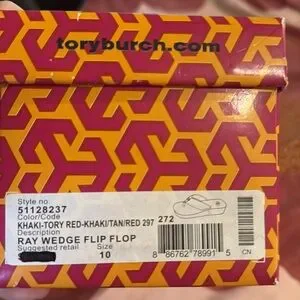 toryburch.com
Style no.
51128237
Color/Code
KHAKI-TORY RED-KHAKI/TAN/RED 297 272
Description
RAY WEDGE FLIP FLOP
Suggested retail Size
10
8 86762 78991 5 CN